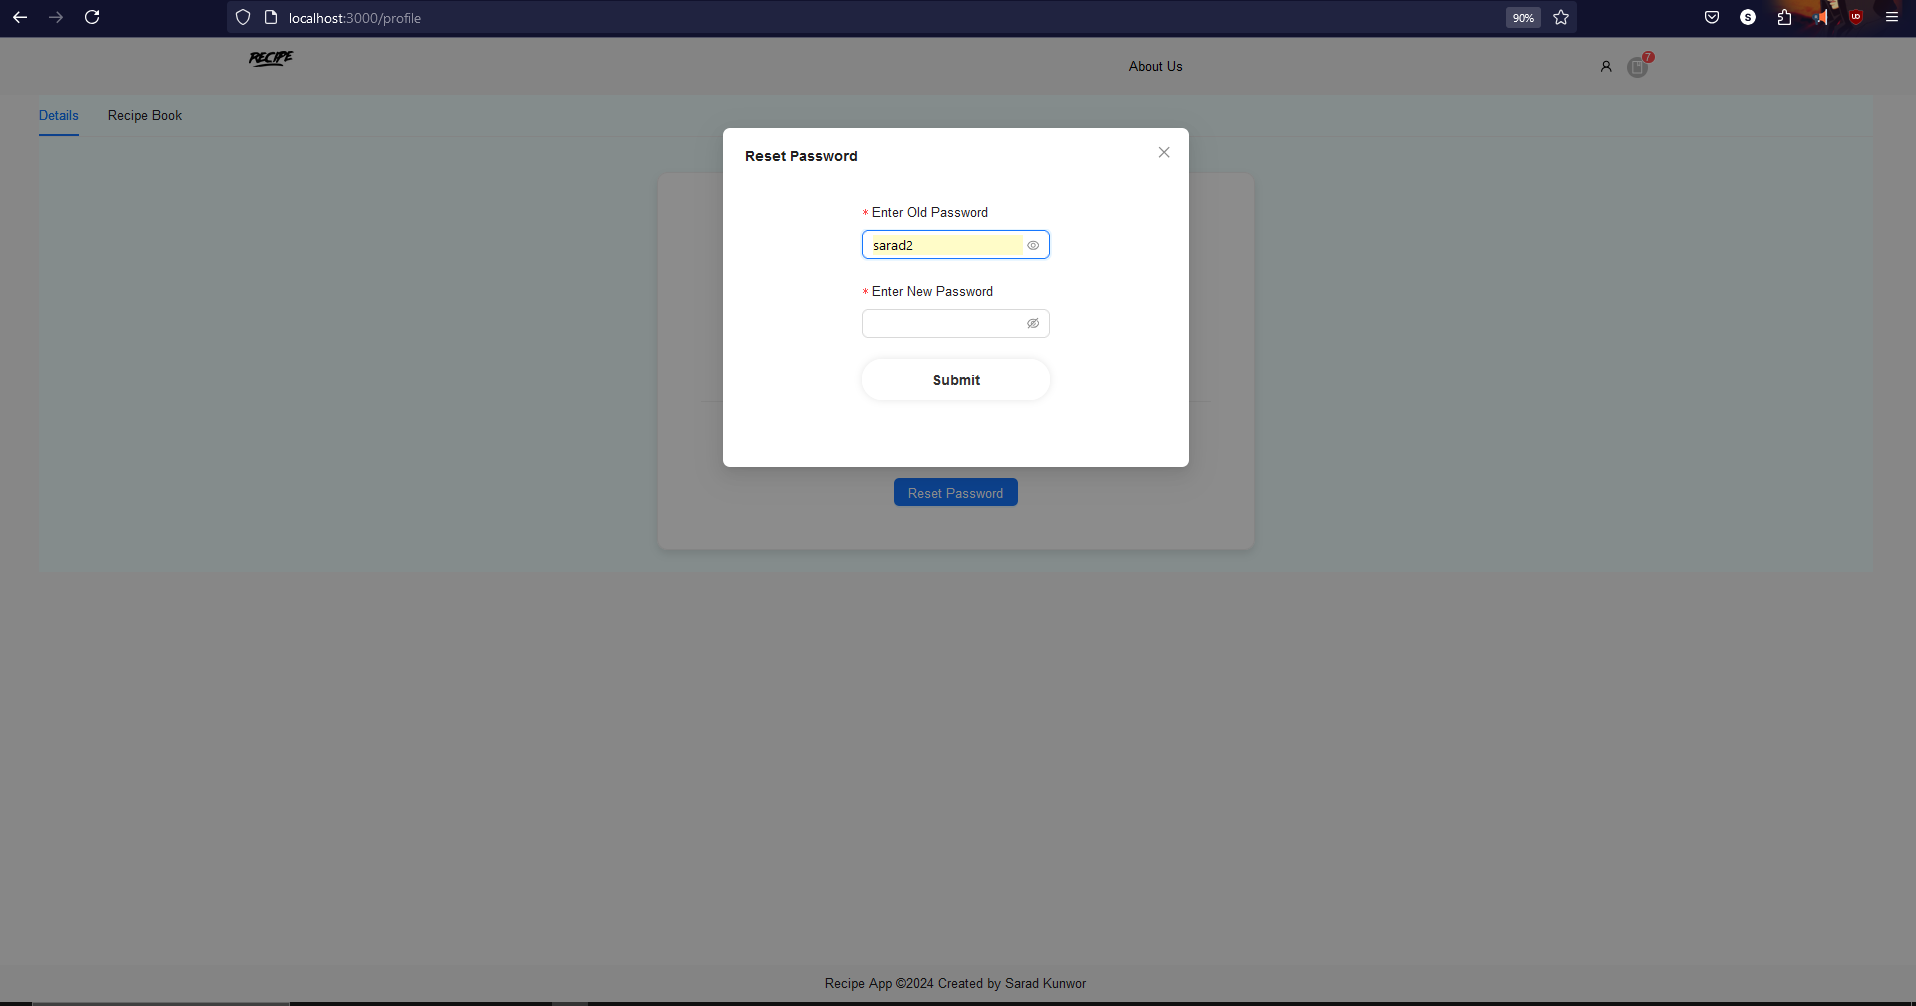 localhost:3000/profile
90%
S
UD
RECIPE
About Us
7
Details
Recipe Book
Reset Password
* Enter Old Password
sarad2
* Enter New Password
Submit
Reset Password
Recipe App ©2024 Created by Sarad Kunwor